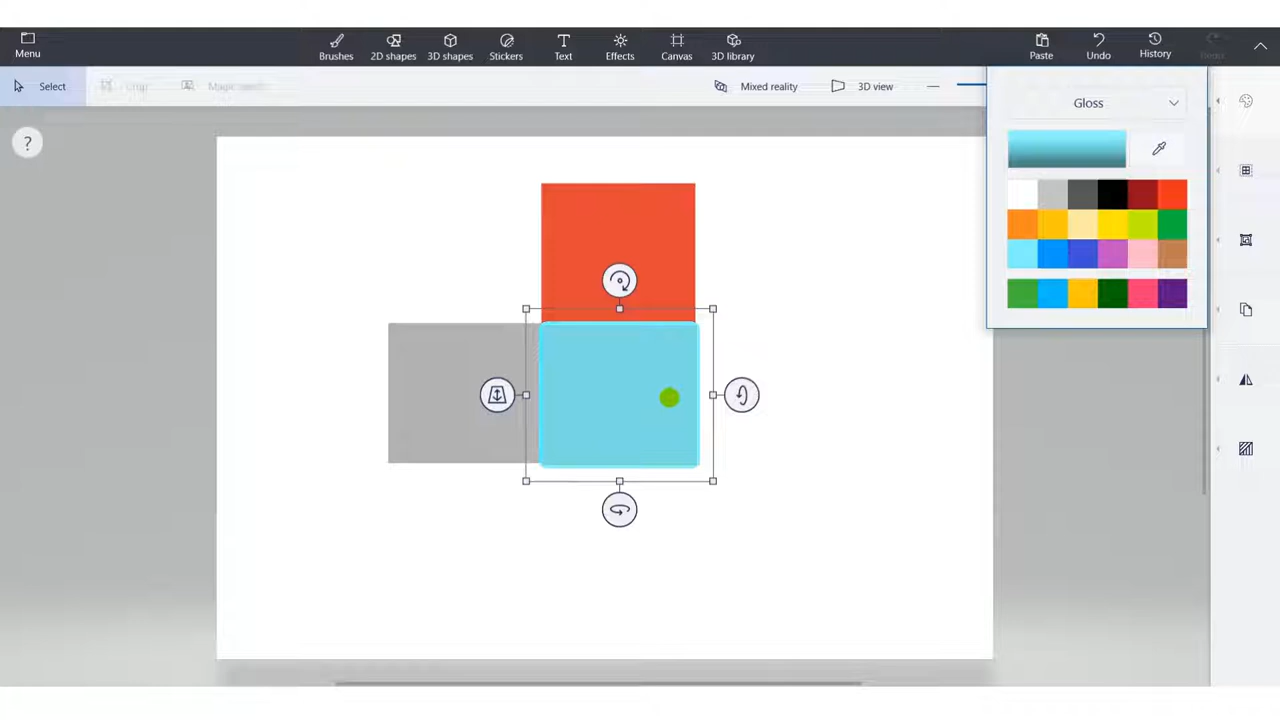 Menu
Brushes 2D shapes 3D shapes Stickers Text Effects Canvas 3D library Paste Undo History
Select Crop Mixed reality 3D view
Gloss
?